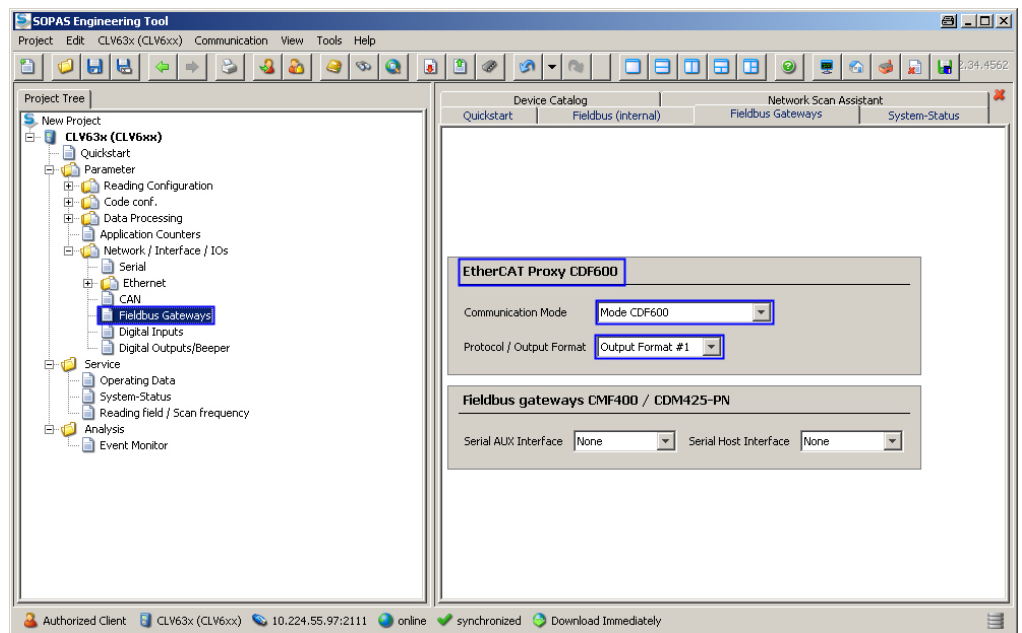 SOPAS Engineering Tool
Project Edit CLV63x (CLV6xx) Communication View Tools Help
2.34.4562
Project Tree
New Project
CLV63x (CLV6xx)
Quickstart
Parameter
Reading Configuration
Code conf.
Data Processing
Application Counters
Network / Interface / IOs
Serial
Ethernet
CAN
Fieldbus Gateways
Digital Inputs
Digital Outputs/Beeper
Service
Operating Data
System-Status
Reading field / Scan frequency
Analysis
Event Monitor
Device Catalog Network Scan Assistant
Quickstart Fieldbus (internal) Fieldbus Gateways System-Status
EtherCAT Proxy CDF600
Communication Mode Mode CDF600
Protocol / Output Format Output Format #1
Fieldbus gateways CMF400 / CDM425-PN
Serial AUX Interface None Serial Host Interface None
Authorized Client CLV63x (CLV6xx) 10.224.55.97:2111 online synchronized Download Immediately